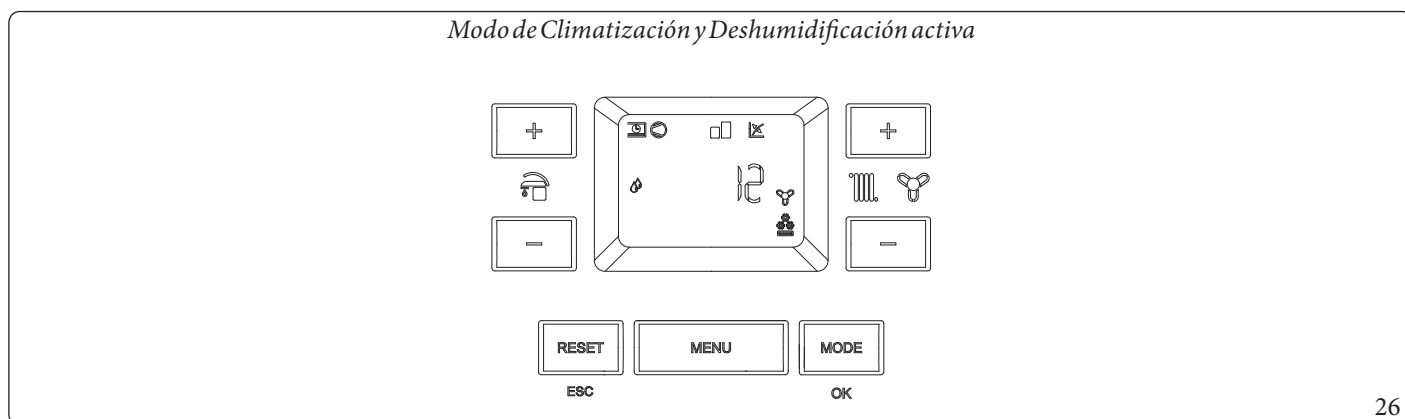 Modo de Climatización y Deshumidificación activa
+ +
12
- -
RESET MENU MODE
ESC OK
26